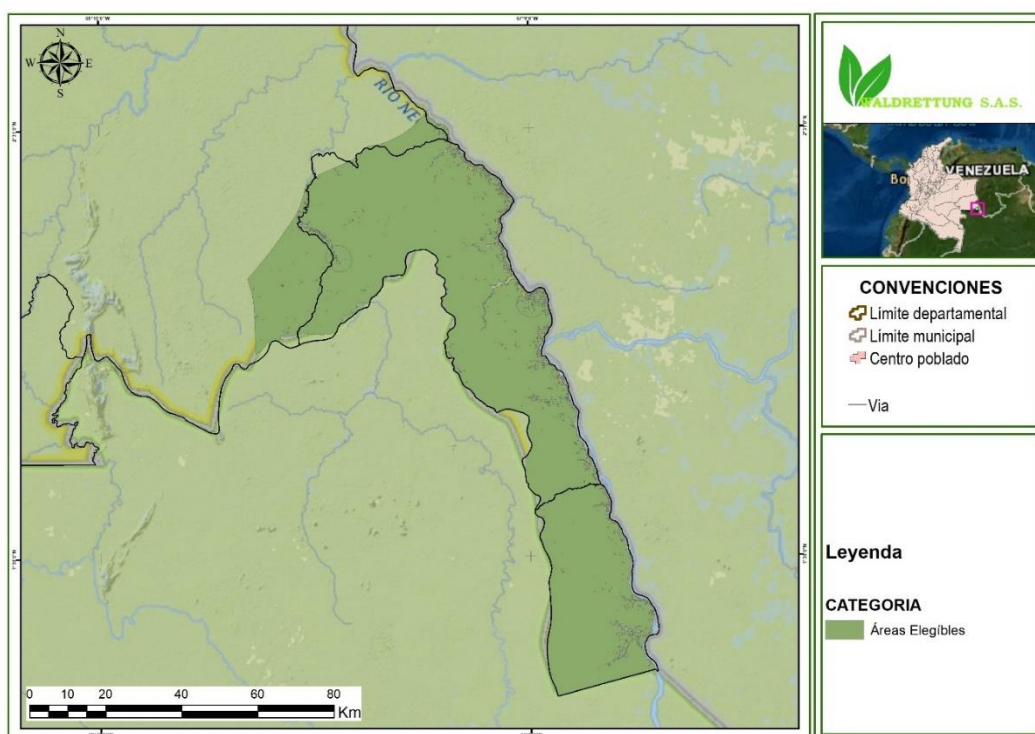 N
W E
S
RIO NE
0 10 20 40 60 80
Km
WALDRETTUNG S.A.S.
Bo
VENEZUELA
CONVENCIONES
Limite departamental
Limite municipal
Centro poblado
Via
Leyenda
CATEGORIA
Áreas Elegíbles